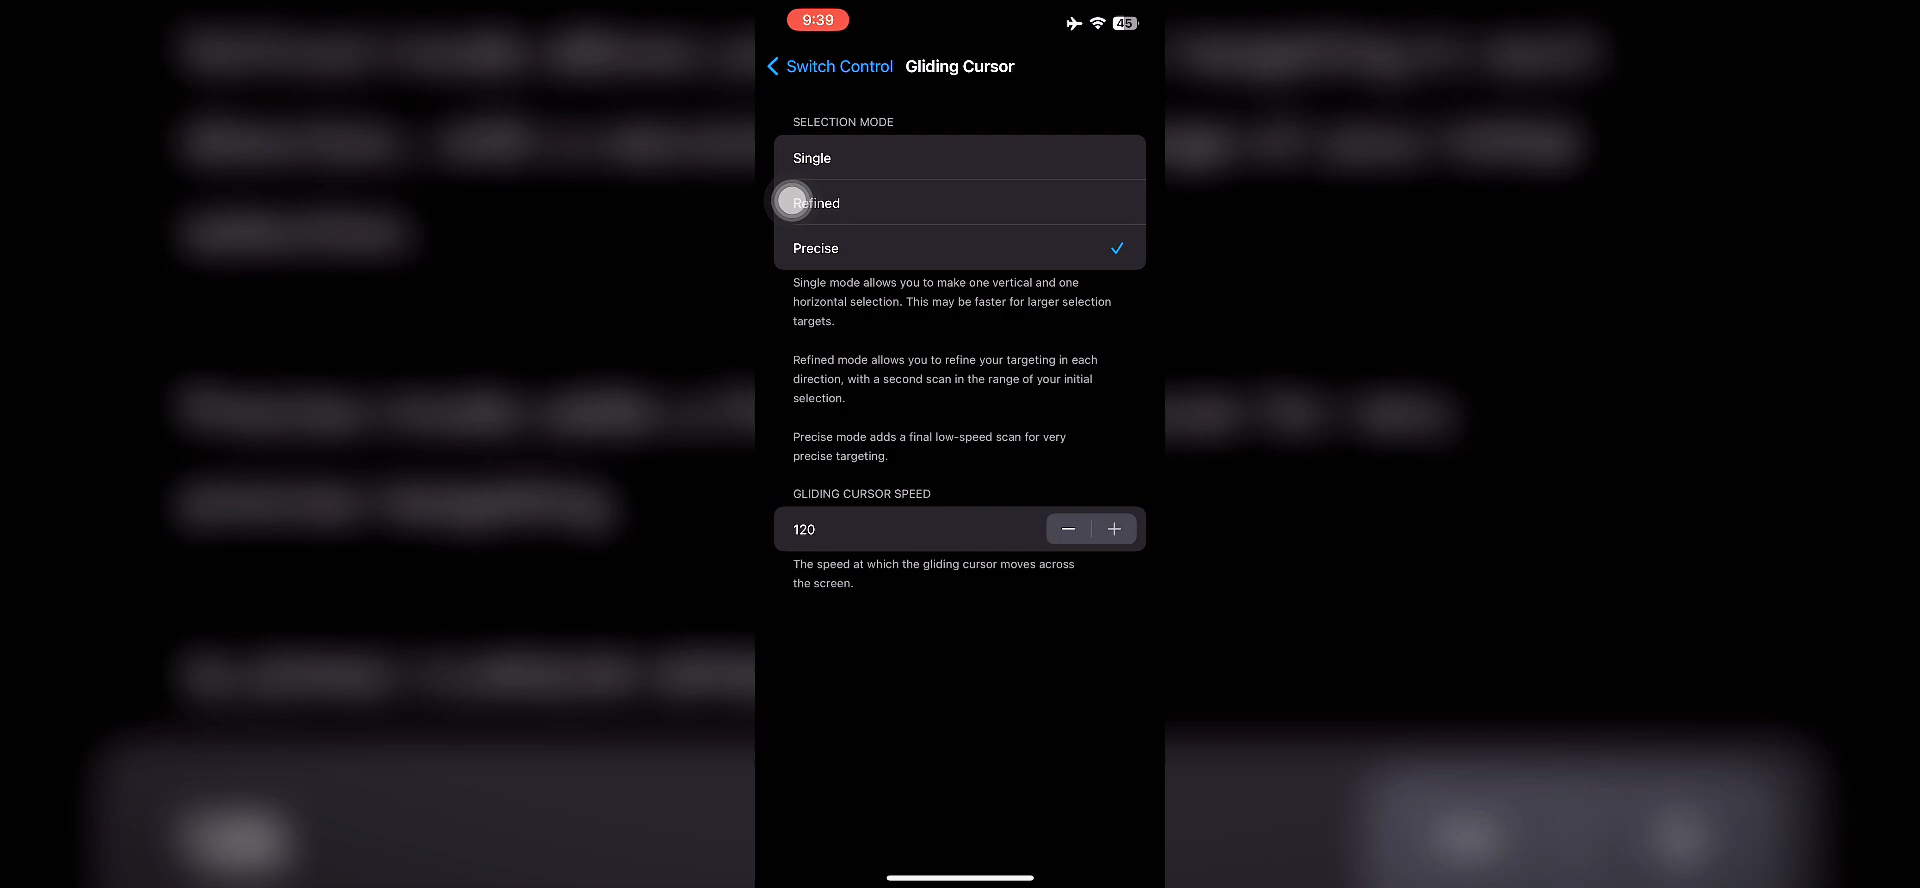 9:39
45
Switch Control Gliding Cursor
SELECTION MODE
Single
Refined
Precise
Single mode allows you to make one vertical and one
horizontal selection. This may be faster for larger selection
targets.
Refined mode allows you to refine your targeting in each
direction, with a second scan in the range of your initial
selection.
Precise mode adds a final low-speed scan for very
precise targeting.
GLIDING CURSOR SPEED
120
The speed at which the gliding cursor moves across
the screen.